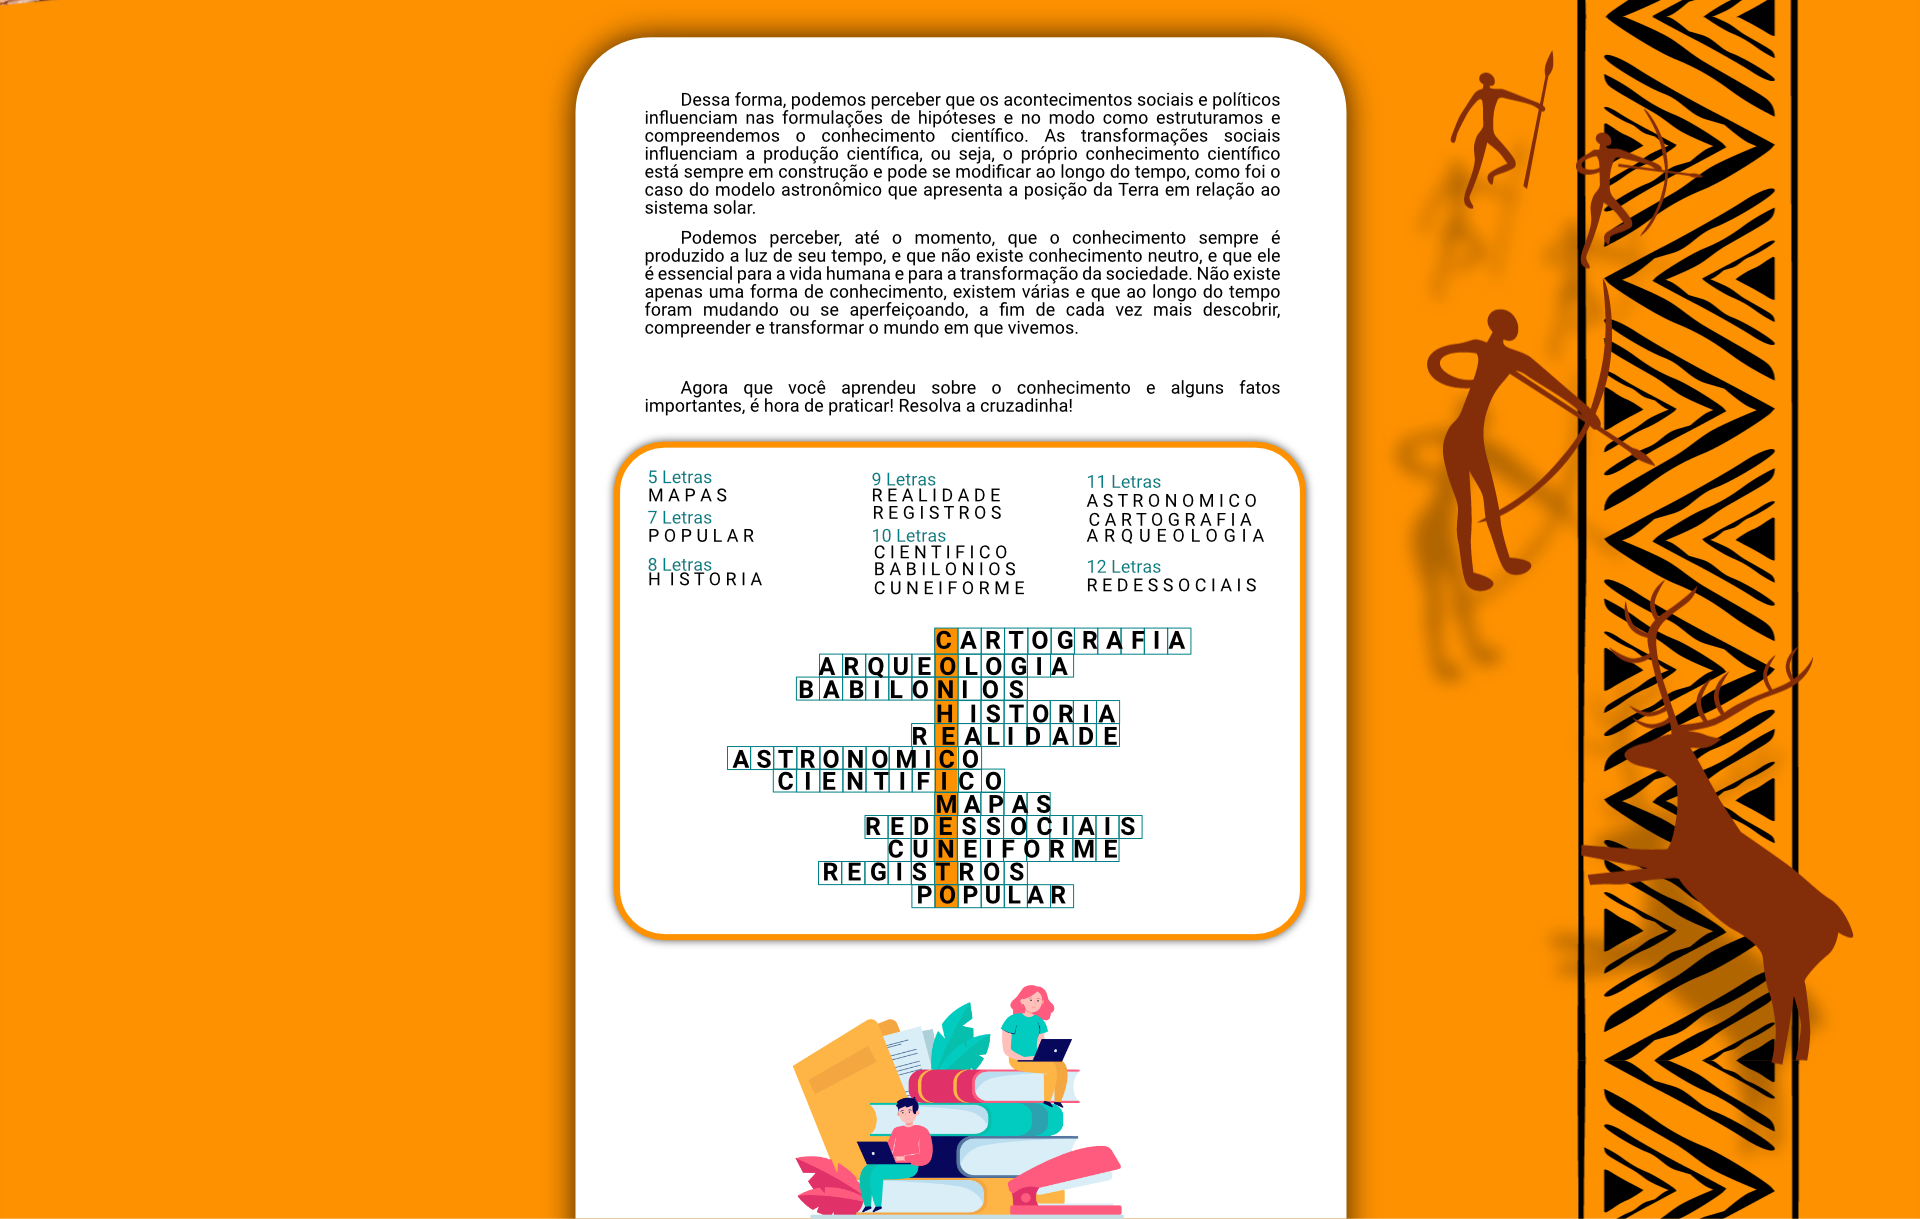 Dessa forma, podemos perceber que os acontecimentos sociais e políticos
influenciam nas formulações de hipóteses e no modo como estruturamos e
compreendemos o conhecimento científico. As transformações sociais
influenciam a produção científica, ou seja, o próprio conhecimento científico
está sempre em construção e pode se modificar ao longo do tempo, como foi o
caso do modelo astronômico que apresenta a posição da Terra em relação ao
sistema solar.
Podemos perceber, até o momento, que o conhecimento sempre é
produzido a luz de seu tempo, e que não existe conhecimento neutro, e que ele
é essencial para a vida humana e para a transformação da sociedade. Não existe
apenas uma forma de conhecimento, existem várias e que ao longo do tempo
foram mudando ou se aperfeiçoando, a fim de cada vez mais descobrir,
compreender e transformar o mundo em que vivemos.
Agora que você aprendeu sobre o conhecimento e alguns fatos
importantes, é hora de praticar! Resolva a cruzadinha!
5 Letras
MAPAS
7 Letras
POPULAR
8 Letras
HISTORIA
9 Letras
REALIDADE
REGISTROS
10 Letras
CIENTIFICO
BABILONIOS
CUNEIFORME
11 Letras
ASTRONOMICO
CARTOGRAFIA
ARQUEOLOGIA
12 Letras
REDESSOCIAIS
CARTOGRAFIA
ARQUEOLOGIA
BABILONIOS
HISTORIA
REALIDADE
ASTRONOMICO
CIENTIFICO
MAPAS
REDESSOCIAIS
CUNEIFORME
REGISTROS
POPULAR